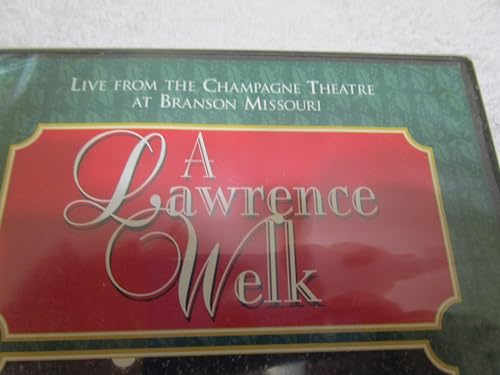 LIVE FROM THE CHAMPAGNE THEATRE
AT BRANSON MISSOURI
A
Lawrence
Welk